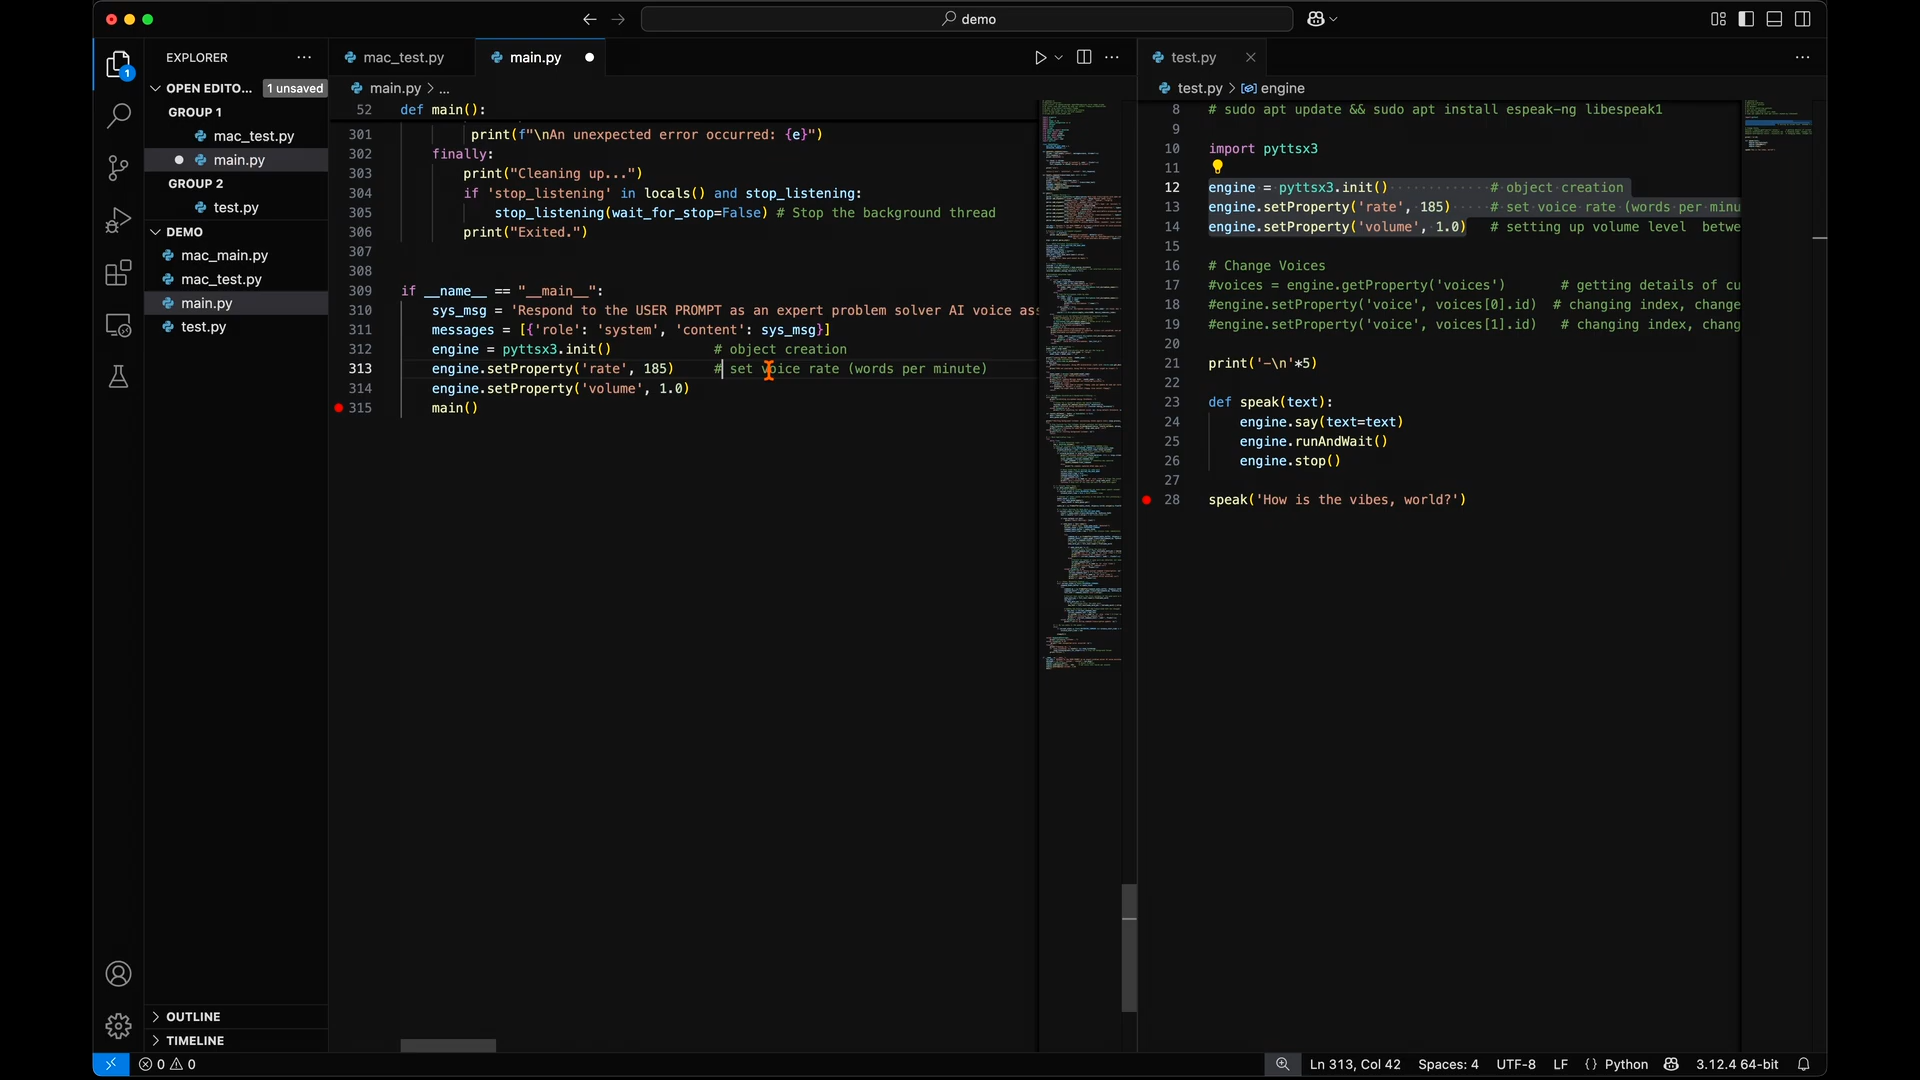 demo
EXPLORER
OPEN EDITO... 1 unsaved
GROUP 1
mac_test.py
main.py
GROUP 2
test.py
DEMO
mac_main.py
mac_test.py
main.py
test.py
OUTLINE
TIMELINE
1
mac_test.py
main.py
main.py > ...
52 def main():
301 print(f"\nAn unexpected error occurred: {e}")
302 finally:
303 print("Cleaning up...")
304 if 'stop_listening' in locals() and stop_listening:
305 stop_listening(wait_for_stop=False) # Stop the background thread
306 print("Exited.")
307
308
309 if __name__ == "__main__":
310 sys_msg = 'Respond to the USER PROMPT as an expert problem solver AI voice ass
311 messages = [{'role': 'system', 'content': sys_msg}]
312 engine = pyttsx3.init() # object creation
313 engine.setProperty('rate', 185) # set voice rate (words per minute)
314 engine.setProperty('volume', 1.0)
315 main()
test.py
test.py > engine
8 # sudo apt update && sudo apt install espeak-ng libespeak1
9
10 import pyttsx3
11
12 engine = pyttsx3.init() # object creation
13 engine.setProperty('rate', 185) # set voice rate (words per minu
14 engine.setProperty('volume', 1.0) # setting up volume level betwe
15
16 # Change Voices
17 #voices = engine.getProperty('voices') # getting details of cu
18 #engine.setProperty('voice', voices[0].id) # changing index, change
19 #engine.setProperty('voice', voices[1].id) # changing index, chang
20
21 print('-\n'*5)
22
23 def speak(text):
24 engine.say(text=text)
25 engine.runAndWait()
26 engine.stop()
27
28 speak('How is the vibes, world?')
0 0
Ln 313, Col 42 Spaces: 4 UTF-8 LF {} Python 3.12.4 64-bit